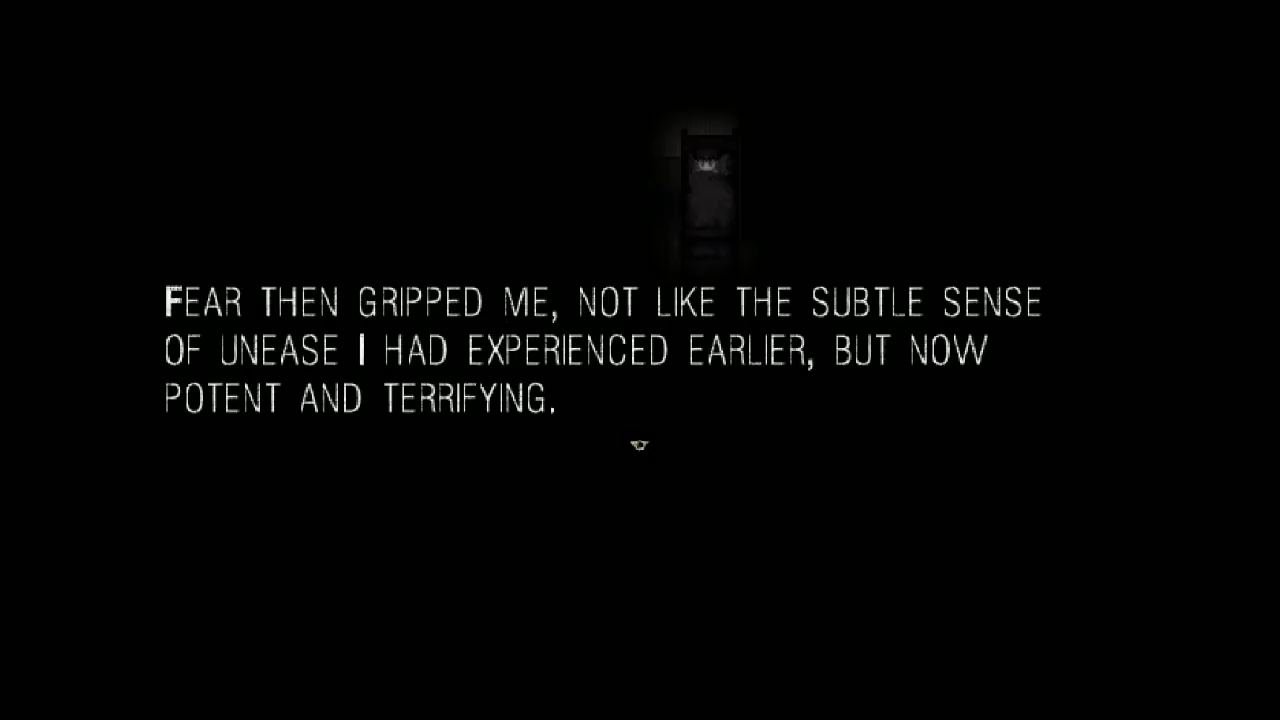 FEAR THEN GRIPPED ME, NOT LIKE THE SUBTLE SENSE
OF UNEASE I HAD EXPERIENCED EARLIER, BUT NOW
POTENT AND TERRIFYING.